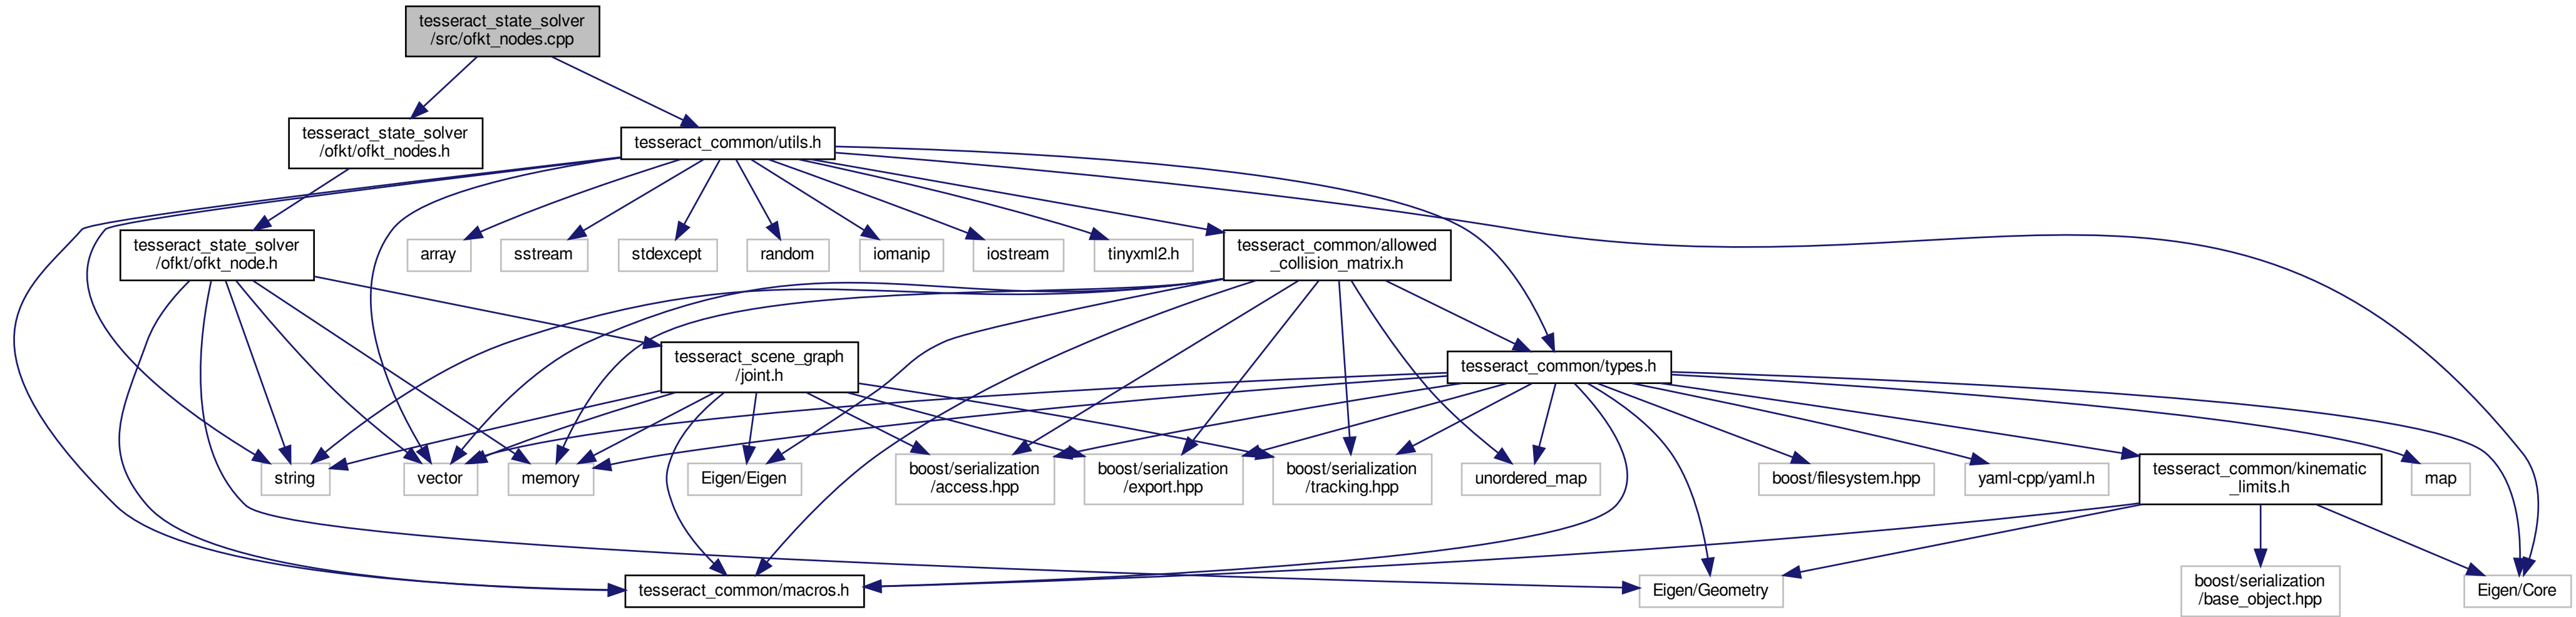 tesseract_state_solver
/src/ofkt_nodes.cpp
tesseract_state_solver
/ofkt/ofkt_nodes.h
tesseract_common/utils.h
tesseract_state_solver
/ofkt/ofkt_node.h
array
sstream
stdexcept
random
iomanip
iostream
tinyxml2.h
tesseract_common/allowed
_collision_matrix.h
tesseract_scene_graph
/joint.h
tesseract_common/types.h
string
vector
memory
Eigen/Eigen
boost/serialization
/access.hpp
boost/serialization
/export.hpp
boost/serialization
/tracking.hpp
unordered_map
boost/filesystem.hpp
yaml-cpp/yaml.h
tesseract_common/kinematic
_limits.h
map
tesseract_common/macros.h
Eigen/Geometry
boost/serialization
/base_object.hpp
Eigen/Core